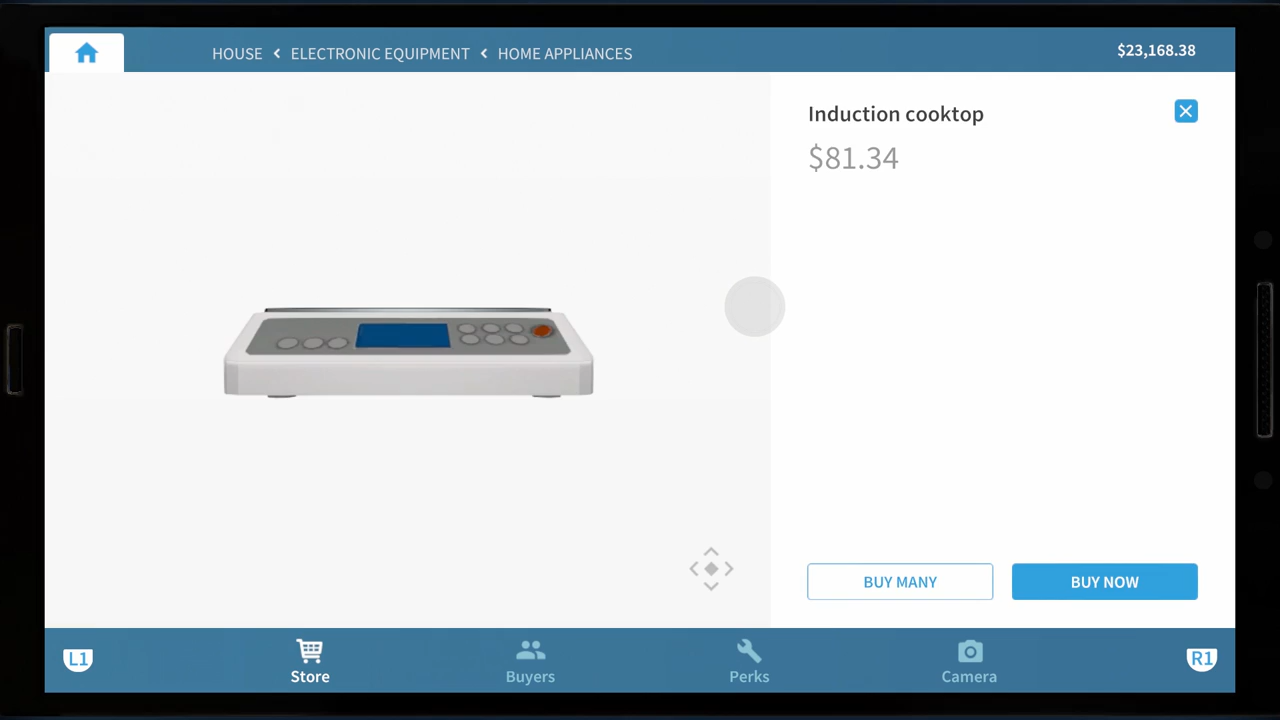 HOUSE < ELECTRONIC EQUIPMENT < HOME APPLIANCES
$23,168.38
Induction cooktop
$81.34
BUY MANY
BUY NOW
L1
Store
Buyers
Perks
Camera
R1